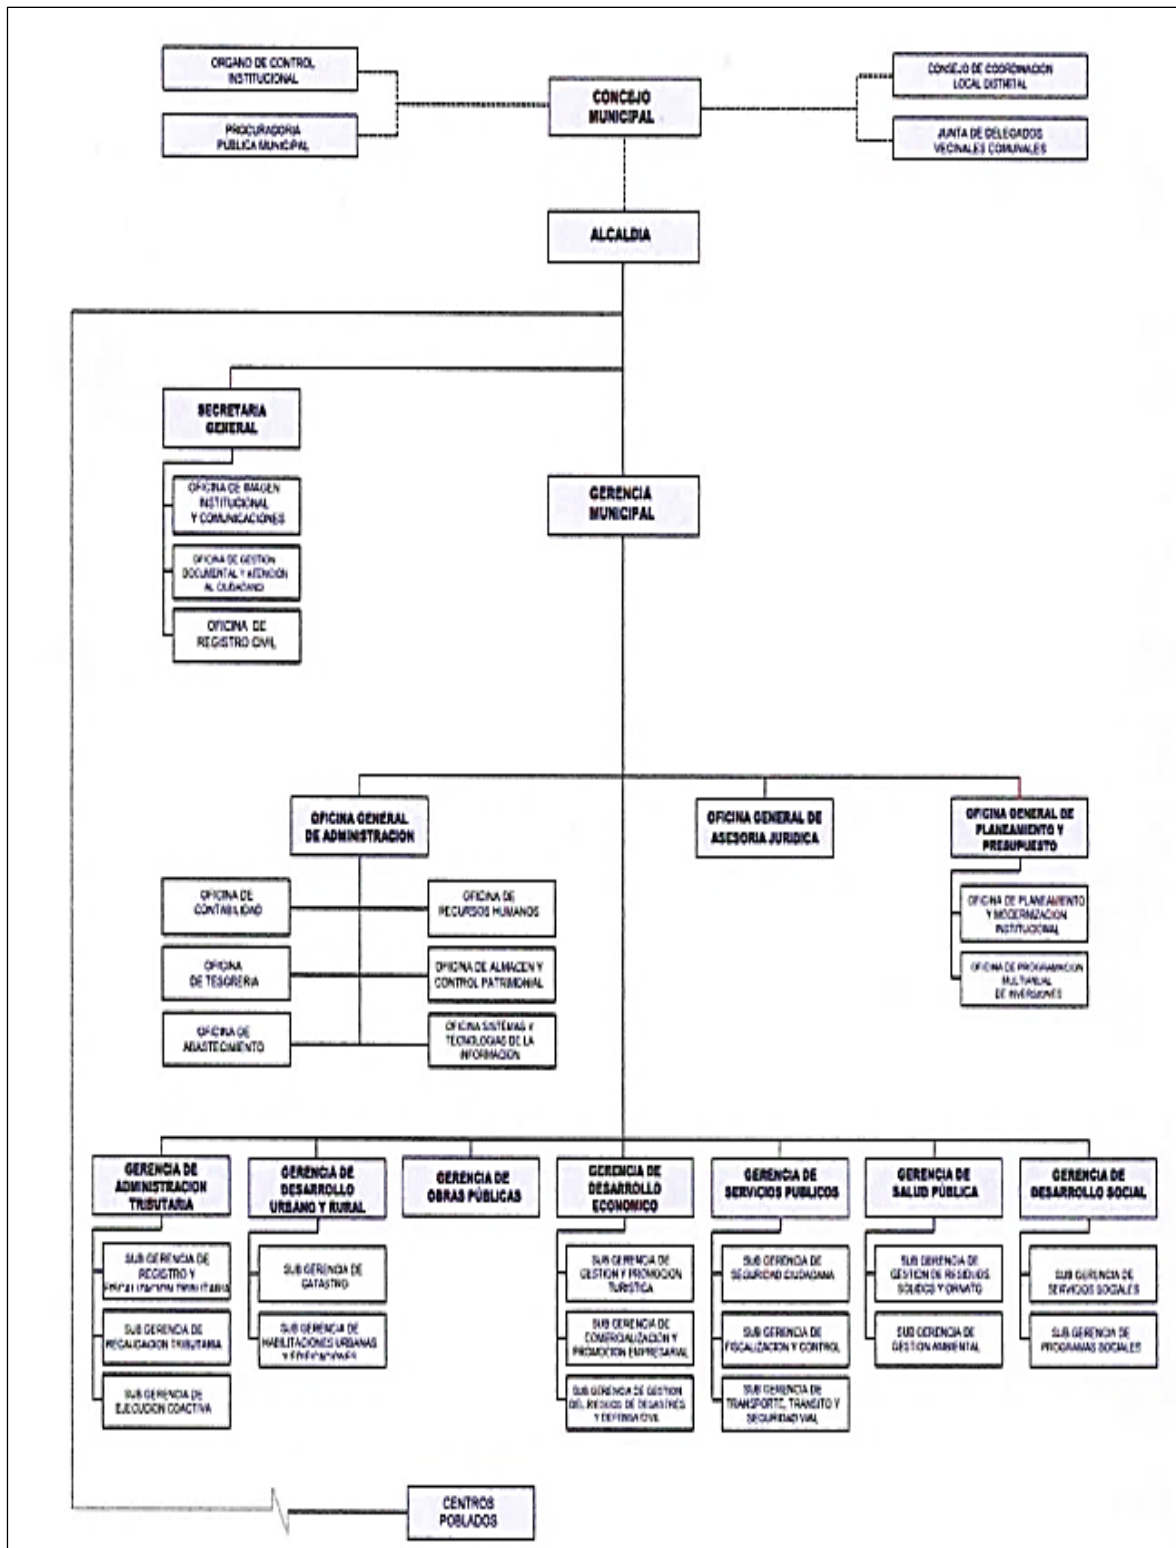 ORGANO DE CONTROL
INSTITUCIONAL
PROCURADORIA
PUBLICA MUNICIPAL
CONCEJO
MUNICIPAL
CONSEJO DE COORDINACION
LOCAL DISTRITAL
JUNTA DE DELEGADOS
VECINALES COMUNALES
ALCALDIA
SECRETARIA
GENERAL
OFICINA DE IMAGEN
INSTITUCIONAL
Y COMUNICACIONES
OFICINA DE GESTION
DOCUMENTAL Y ATENCION
AL CIUDADANO
OFICINA DE
REGISTRO CIVIL
GERENCIA
MUNICIPAL
OFICINA GENERAL
DE ADMINISTRACION
OFICINA GENERAL DE
ASESORIA JURIDICA
OFICINA GENERAL DE
PLANEAMIENTO Y
PRESUPUESTO
OFICINA DE
CONTABILIDAD
OFICINA DE
RECURSOS HUMANOS
OFICINA
DE TESORERIA
OFICINA DE ALMACEN Y
CONTROL PATRIMONIAL
OFICINA DE
ABASTECIMIENTO
OFICINA SISTEMAS Y
TECNOLOGIAS DE LA
INFORMACION
OFICINA DE PLANEAMIENTO
Y MODERNIZACION
INSTITUCIONAL
OFICINA DE PROGRAMACION
MULTIANUAL
DE INVERSIONES
GERENCIA DE
ADMINISTRACION
TRIBUTARIA
SUB GERENCIA DE
REGISTRO Y
FISCALIZACION TRIBUTARIA
SUB GERENCIA DE
RECAUDACION TRIBUTARIA
SUB GERENCIA DE
EJECUCION COACTIVA
GERENCIA DE
DESARROLLO
URBANO Y RURAL
SUB GERENCIA DE
CATASTRO
SUB GERENCIA DE
HABILITACIONES URBANAS
Y EDIFICACIONES
GERENCIA DE
OBRAS PÚBLICAS
GERENCIA DE
DESARROLLO
ECONOMICO
SUB GERENCIA DE
GESTION Y PROMOCION
TURISTICA
SUB GERENCIA DE
COMERCIALIZACIÓN Y
PROMOCION EMPRESARIAL
SUB GERENCIA DE GESTION
DEL RIESGO DE DESASTRES
Y DEFENSA CIVIL
GERENCIA DE
SERVICIOS PUBLICOS
SUB GERENCIA DE
SEGURIDAD CIUDADANA
SUB GERENCIA DE
FISCALIZACION Y CONTROL
SUB GERENCIA DE
TRANSPORTE, TRANSITO Y
SEGURIDAD VIAL
GERENCIA DE
SALUD PÚBLICA
SUB GERENCIA DE
GESTION DE RESIDUOS
SOLIDOS Y ORNATO
SUB GERENCIA DE
GESTION AMBIENTAL
GERENCIA DE
DESARROLLO SOCIAL
SUB GERENCIA DE
SERVICIOS SOCIALES
SUB GERENCIA DE
PROGRAMAS SOCIALES
CENTROS
POBLADOS